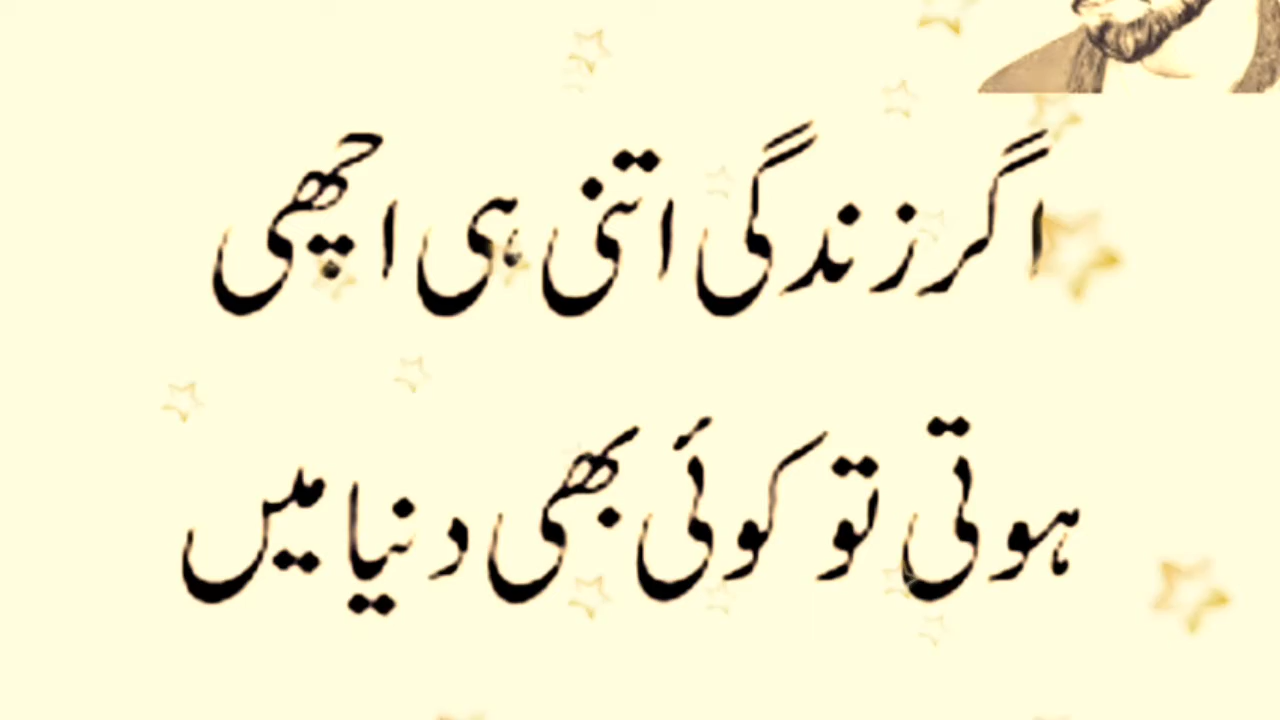 اگر زندگی اتنی ہی اچھی
ہوتی تو کوئی بھی دنیا میں